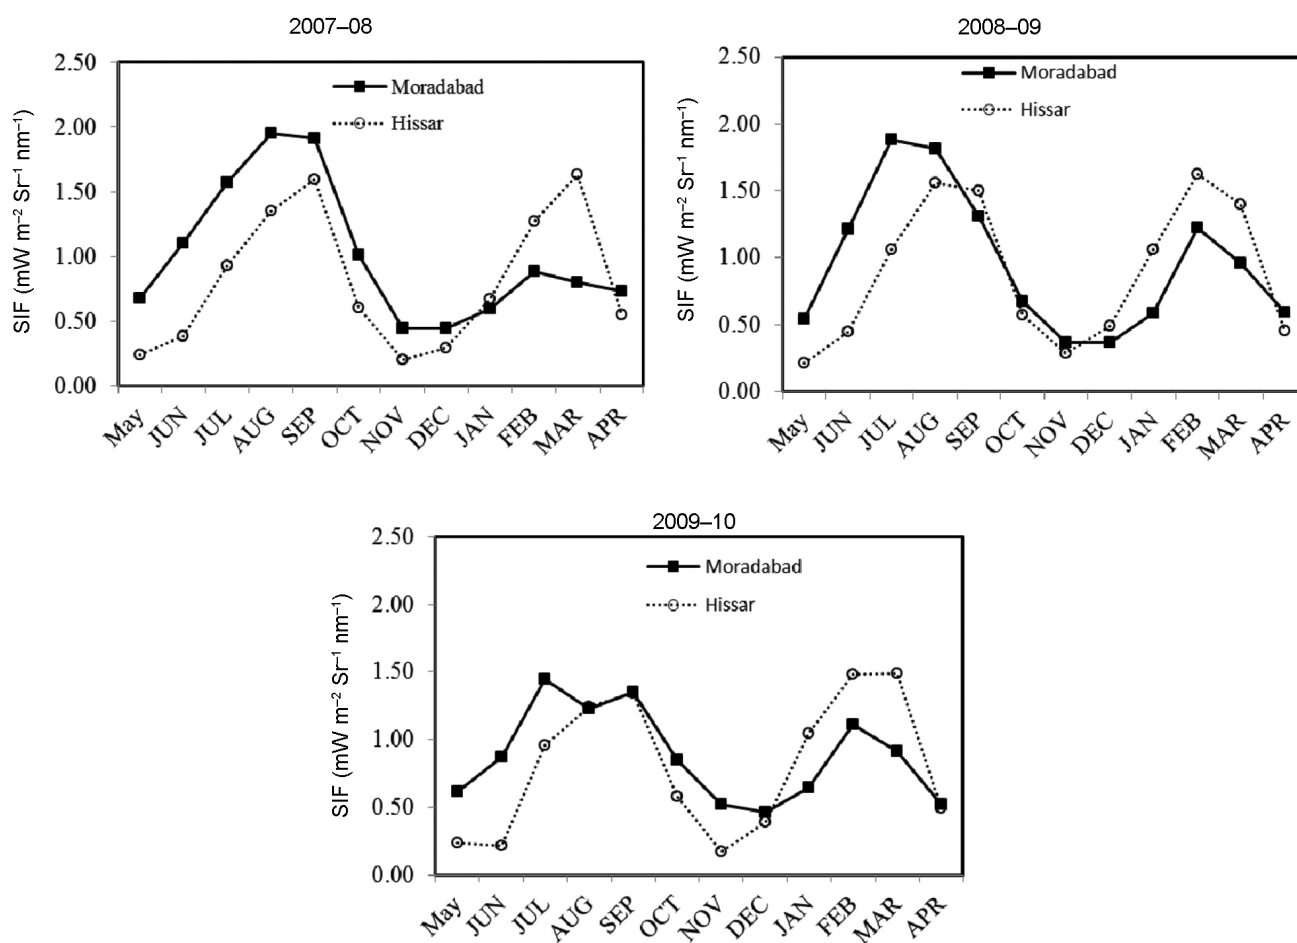 2007–08
2.50
2.00
1.50
1.00
0.50
0.00
SIF (mW m⁻² Sr⁻¹ nm⁻¹)
Moradabad
Hissar
May JUN JUL AUG SEP OCT NOV DEC JAN FEB MAR APR
2008–09
2.50
2.00
1.50
1.00
0.50
0.00
SIF (mW m⁻² Sr⁻¹ nm⁻¹)
Moradabad
Hissar
May JUN JUL AUG SEP OCT NOV DEC JAN FEB MAR APR
2009–10
2.50
2.00
1.50
1.00
0.50
0.00
SIF (mW m⁻² Sr⁻¹ nm⁻¹)
Moradabad
Hissar
May JUN JUL AUG SEP OCT NOV DEC JAN FEB MAR APR